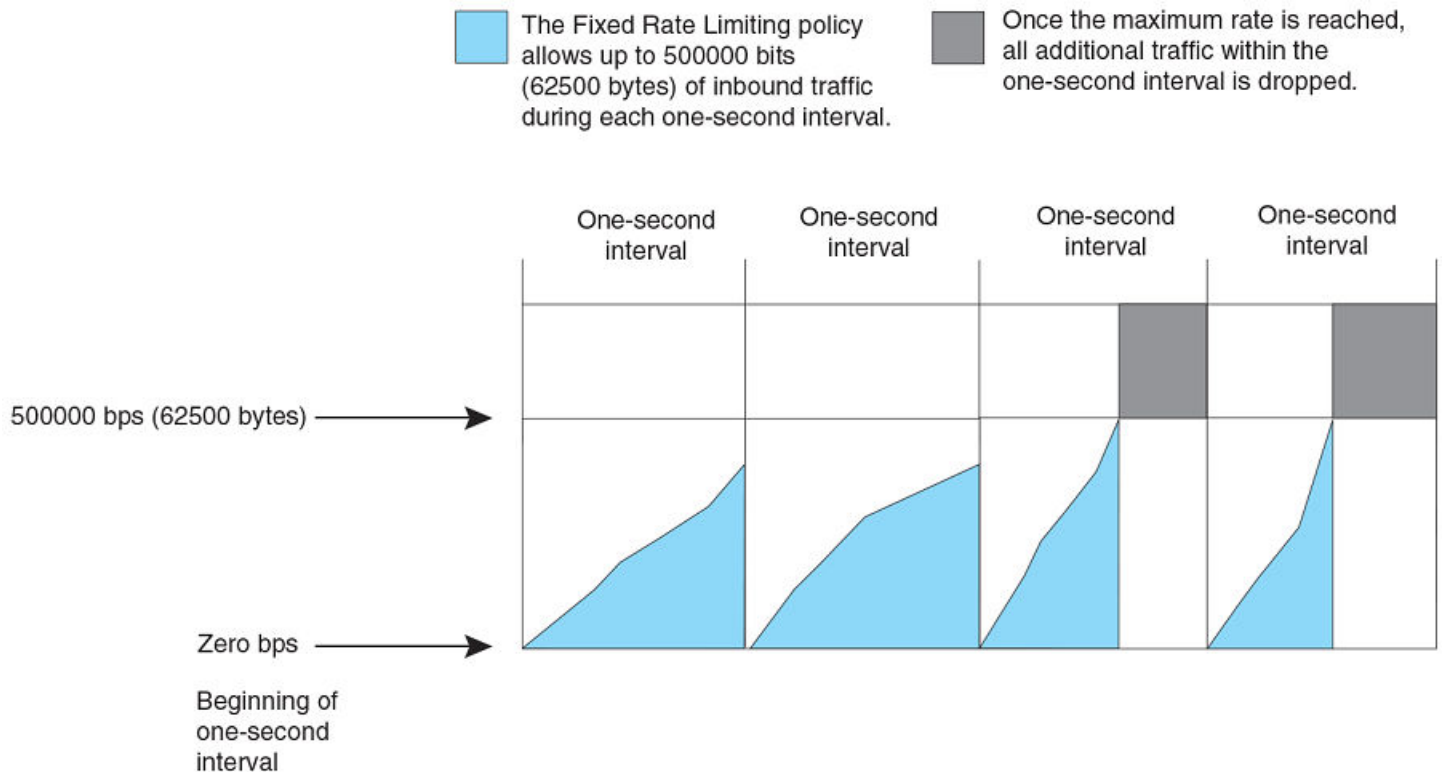 The Fixed Rate Limiting policy
allows up to 500000 bits
(62500 bytes) of inbound traffic
during each one-second interval.
Once the maximum rate is reached,
all additional traffic within the
one-second interval is dropped.
One-second
interval
One-second
interval
One-second
interval
One-second
interval
500000 bps (62500 bytes)
Zero bps
Beginning of
one-second
interval